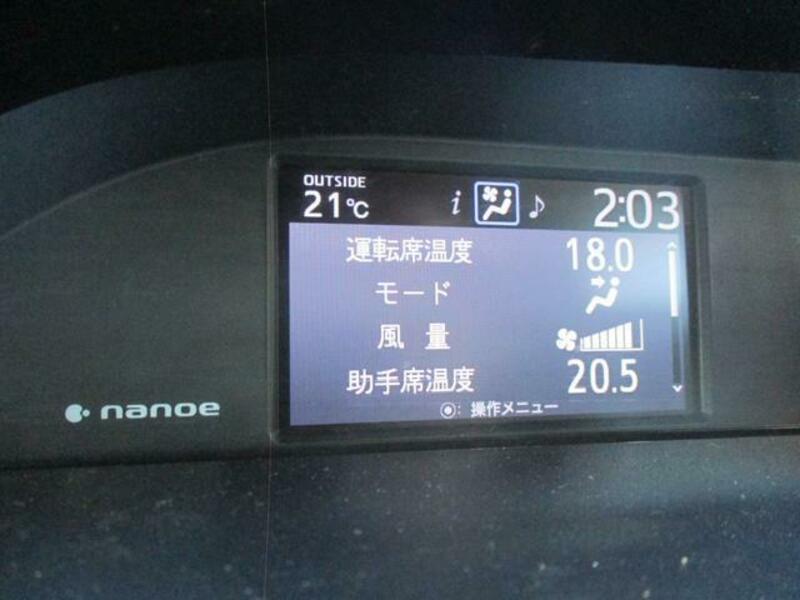 OUTSIDE
21℃ i ♪ 2:03
運転席温度 18.0
モード
風量
助手席温度 20.5
: 操作メニュー
nanoe